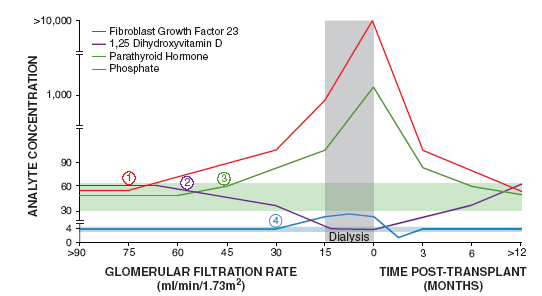 >10,000
Fibroblast Growth Factor 23
1,25 Dihydroxyvitamin D
Parathyroid Hormone
Phosphate
1,000
ANALYTE CONCENTRATION
90
60
30
4
0
1
2
3
4
Dialysis
>90 75 60 45 30 15 0 3 6 >12
GLOMERULAR FILTRATION RATE
(ml/min/1.73m²)
TIME POST-TRANSPLANT
(MONTHS)